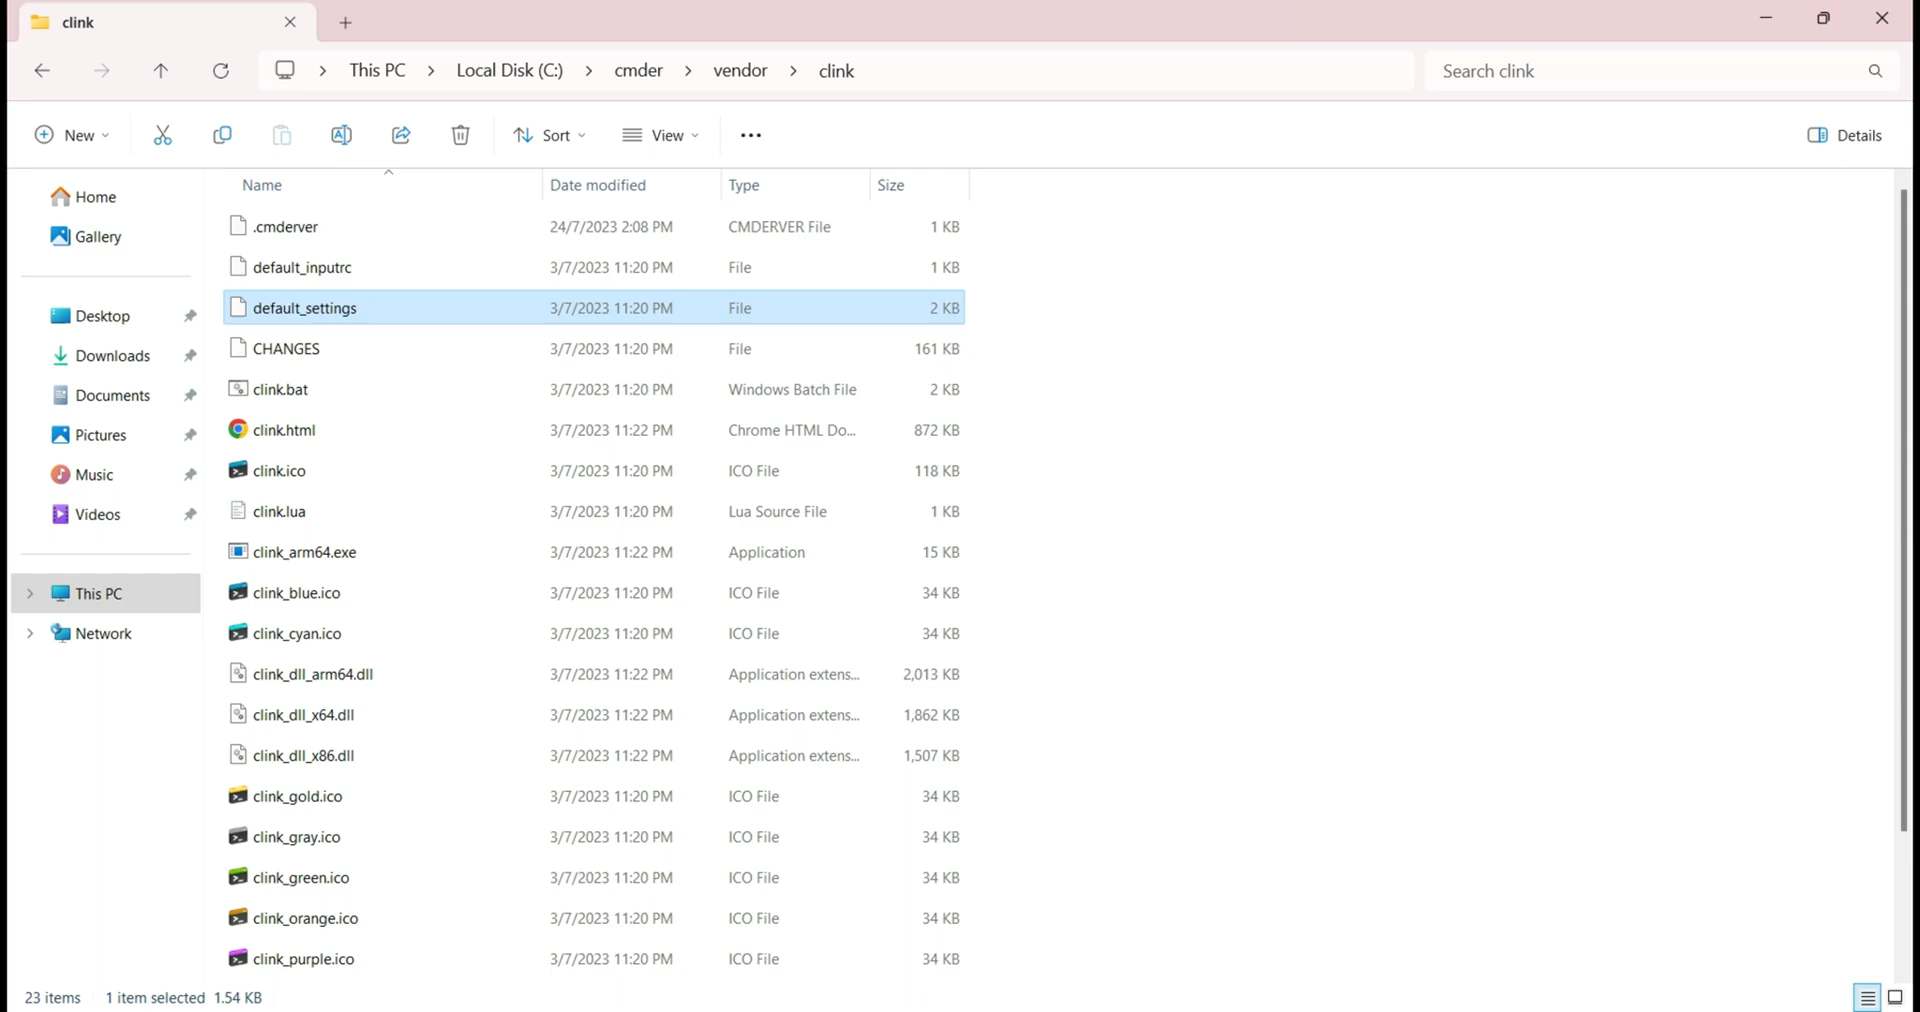 clink
This PC > Local Disk (C:) > cmder > vendor > clink
Search clink
New
Sort
View
Details
Name Date modified Type Size
Home
Gallery
Desktop
Downloads
Documents
Pictures
Music
Videos
This PC
Network
.cmderver 24/7/2023 2:08 PM CMDERVER File 1 KB
default_inputrc 3/7/2023 11:20 PM File 1 KB
default_settings 3/7/2023 11:20 PM File 2 KB
CHANGES 3/7/2023 11:20 PM File 161 KB
clink.bat 3/7/2023 11:20 PM Windows Batch File 2 KB
clink.html 3/7/2023 11:22 PM Chrome HTML Do... 872 KB
clink.ico 3/7/2023 11:20 PM ICO File 118 KB
clink.lua 3/7/2023 11:20 PM Lua Source File 1 KB
clink_arm64.exe 3/7/2023 11:22 PM Application 15 KB
clink_blue.ico 3/7/2023 11:20 PM ICO File 34 KB
clink_cyan.ico 3/7/2023 11:20 PM ICO File 34 KB
clink_dll_arm64.dll 3/7/2023 11:22 PM Application extens... 2,013 KB
clink_dll_x64.dll 3/7/2023 11:22 PM Application extens... 1,862 KB
clink_dll_x86.dll 3/7/2023 11:22 PM Application extens... 1,507 KB
clink_gold.ico 3/7/2023 11:20 PM ICO File 34 KB
clink_gray.ico 3/7/2023 11:20 PM ICO File 34 KB
clink_green.ico 3/7/2023 11:20 PM ICO File 34 KB
clink_orange.ico 3/7/2023 11:20 PM ICO File 34 KB
clink_purple.ico 3/7/2023 11:20 PM ICO File 34 KB
23 items 1 item selected 1.54 KB